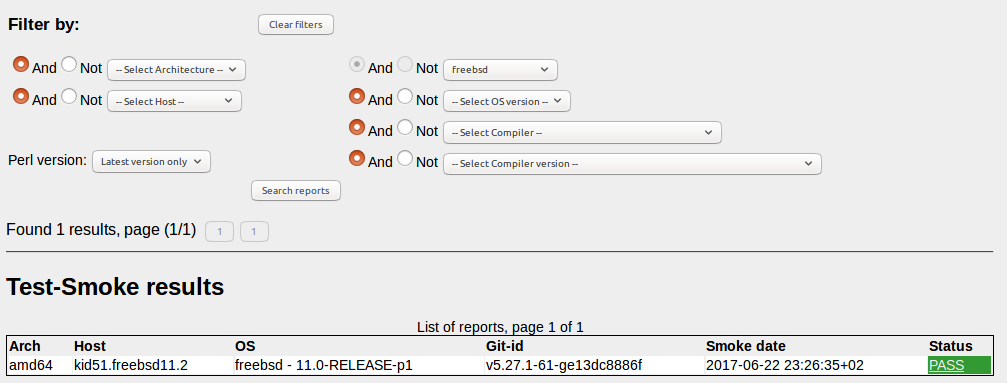 Filter by: Clear filters
And Not -- Select Architecture -- And Not freebsd
And Not -- Select Host -- And Not -- Select OS version --
And Not -- Select Compiler --
Perl version: Latest version only And Not -- Select Compiler version --
Search reports
Found 1 results, page (1/1) 1 1
Test-Smoke results
List of reports, page 1 of 1
Arch Host OS Git-id Smoke date Status
amd64 kid51.freebsd11.2 freebsd - 11.0-RELEASE-p1 v5.27.1-61-ge13dc8886f 2017-06-22 23:26:35+02 PASS